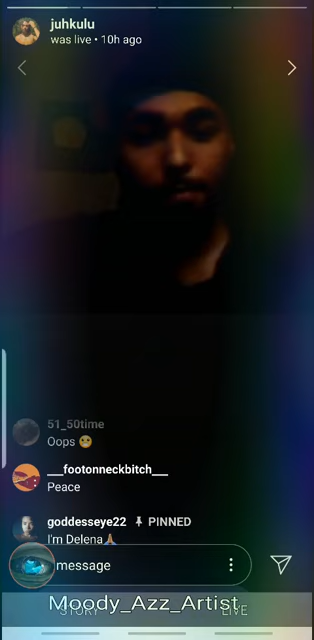 juhkulu
was live • 10h ago
51_50time
Oops 😬
___footonneckbitch___
Peace
goddesseye22 PINNED
I'm Delena🙏🏽
message
Moody_Azz_Artist
STORY LIVE